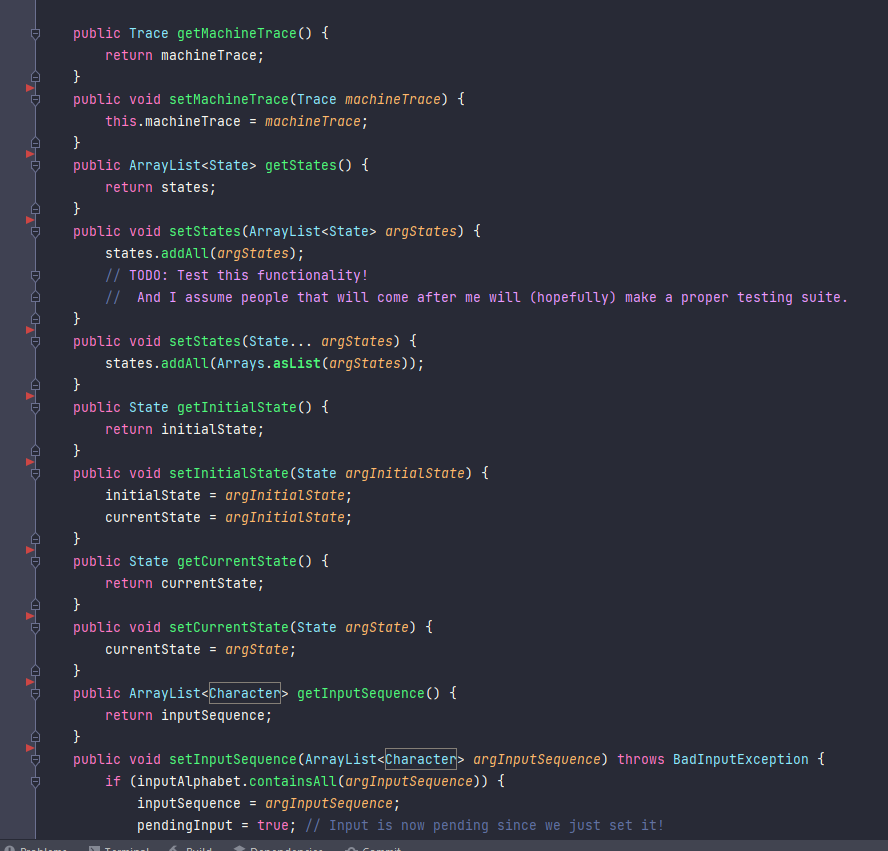 public Trace getMachineTrace() {
return machineTrace;
}
public void setMachineTrace(Trace machineTrace) {
this.machineTrace = machineTrace;
}
public ArrayList<State> getStates() {
return states;
}
public void setStates(ArrayList<State> argStates) {
states.addAll(argStates);
// TODO: Test this functionality!
//  And I assume people that will come after me will (hopefully) make a proper testing suite.
}
public void setStates(State... argStates) {
states.addAll(Arrays.asList(argStates));
}
public State getInitialState() {
return initialState;
}
public void setInitialState(State argInitialState) {
initialState = argInitialState;
currentState = argInitialState;
}
public State getCurrentState() {
return currentState;
}
public void setCurrentState(State argState) {
currentState = argState;
}
public ArrayList<Character> getInputSequence() {
return inputSequence;
}
public void setInputSequence(ArrayList<Character> argInputSequence) throws BadInputException {
if (inputAlphabet.containsAll(argInputSequence)) {
inputSequence = argInputSequence;
pendingInput = true; // Input is now pending since we just set it!
Problems Terminal Build Dependencies Commit